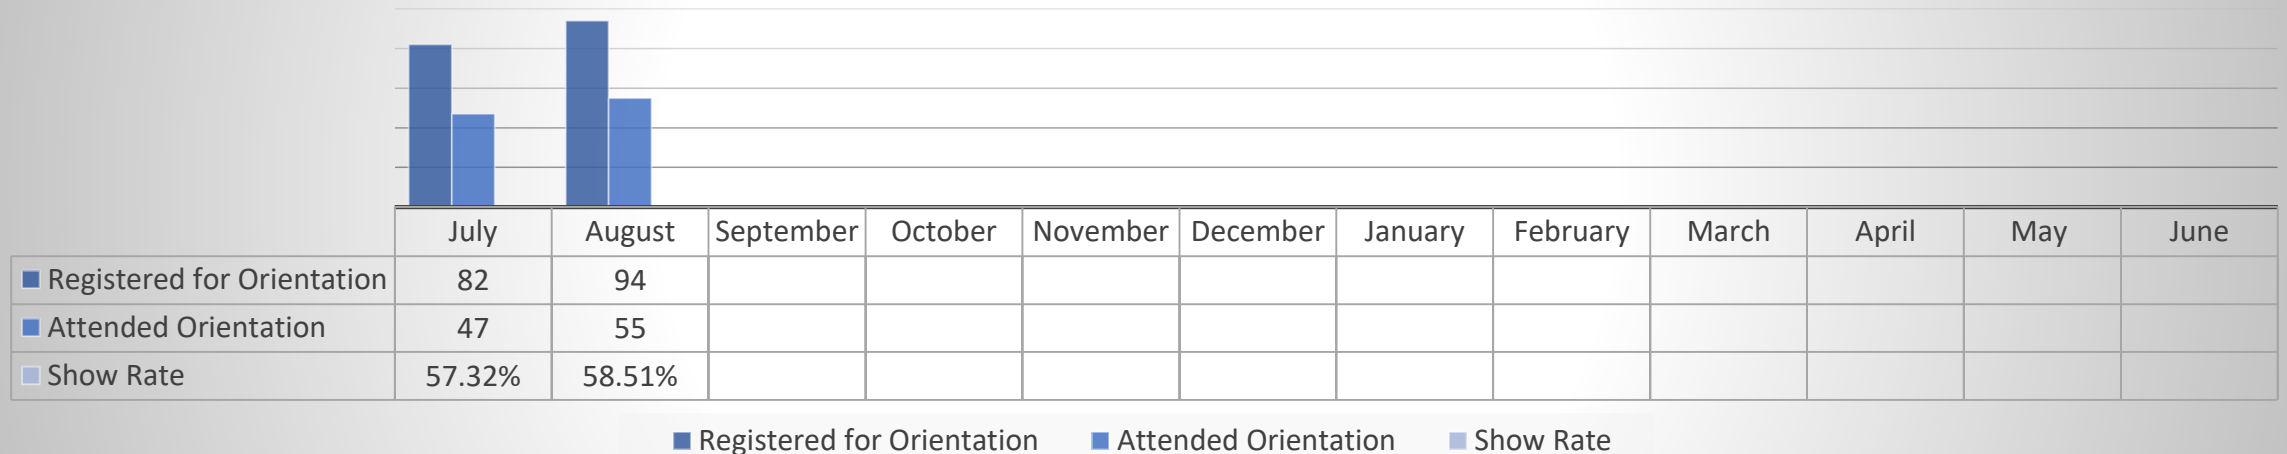 July August September October November December January February March April May June
Registered for Orientation 82 94
Attended Orientation 47 55
Show Rate 57.32% 58.51%
Registered for Orientation Attended Orientation Show Rate